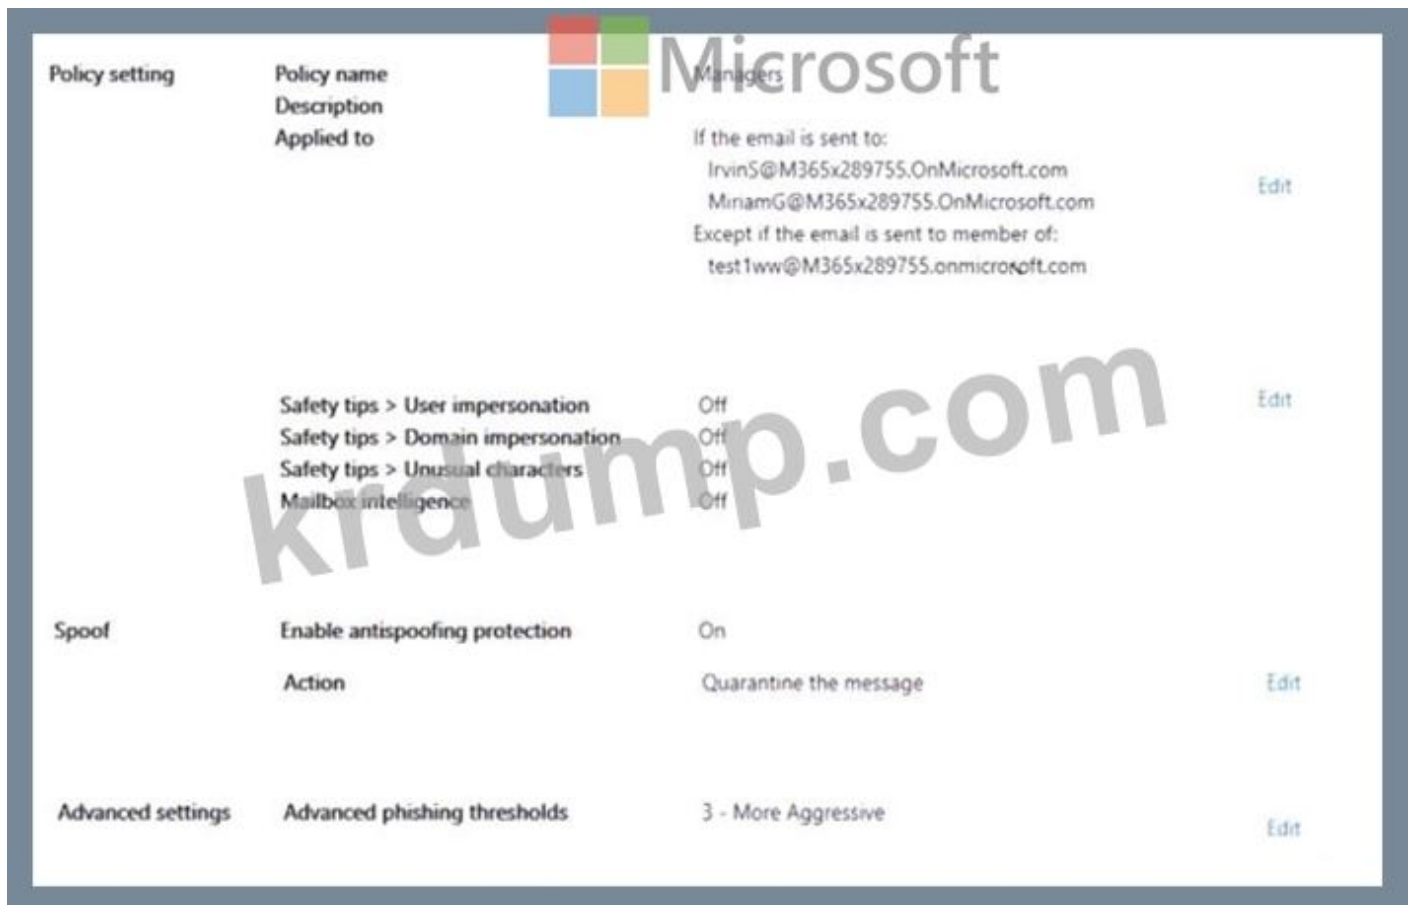 Microsoft
Policy setting Policy name Managers
Description
Applied to If the email is sent to:
IrvinS@M365x289755.OnMicrosoft.com
Edit
MiriamG@M365x289755.OnMicrosoft.com
Except if the email is sent to member of:
test1ww@M365x289755.onmicrosoft.com
Safety tips > User impersonation Off Edit
Safety tips > Domain impersonation Off
Safety tips > Unusual characters Off
Mailbox intelligence Off
krdump.com
Spoof Enable antispoofing protection On
Action Quarantine the message Edit
Advanced settings Advanced phishing thresholds 3 - More Aggressive
Edit